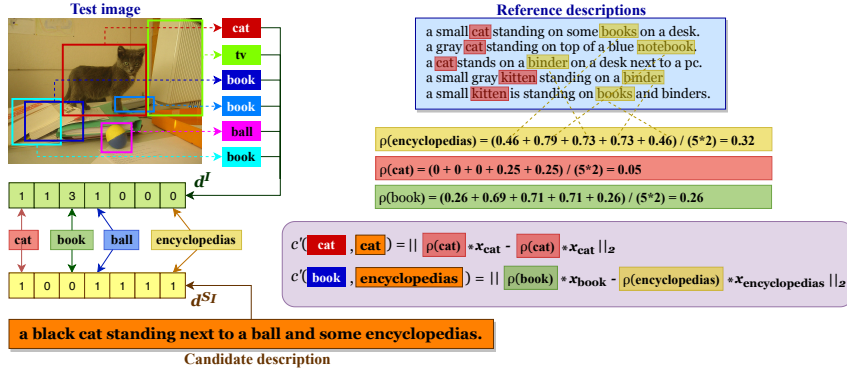 Test image
cat
tv
book
book
ball
book
d^I
1 1 3 1 0 0 0
cat book ball encyclopedias
1 0 0 1 1 1 1
d^{S_I}
a black cat standing next to a ball and some encyclopedias.
Candidate description
Reference descriptions
a small cat standing on some books on a desk.
a gray cat standing on top of a blue notebook.
a cat stands on a binder on a desk next to a pc.
a small gray kitten standing on a binder
a small kitten is standing on books and binders.
ρ(encyclopedias) = (0.46 + 0.79 + 0.73 + 0.73 + 0.46) / (5*2) = 0.32
ρ(cat) = (0 + 0 + 0 + 0.25 + 0.25) / (5*2) = 0.05
ρ(book) = (0.26 + 0.69 + 0.71 + 0.71 + 0.26) / (5*2) = 0.26
c'( cat , cat ) = || ρ(cat) * x_cat - ρ(cat) * x_cat ||_2
c'( book , encyclopedias ) = || ρ(book) * x_book - ρ(encyclopedias) * x_encyclopedias ||_2